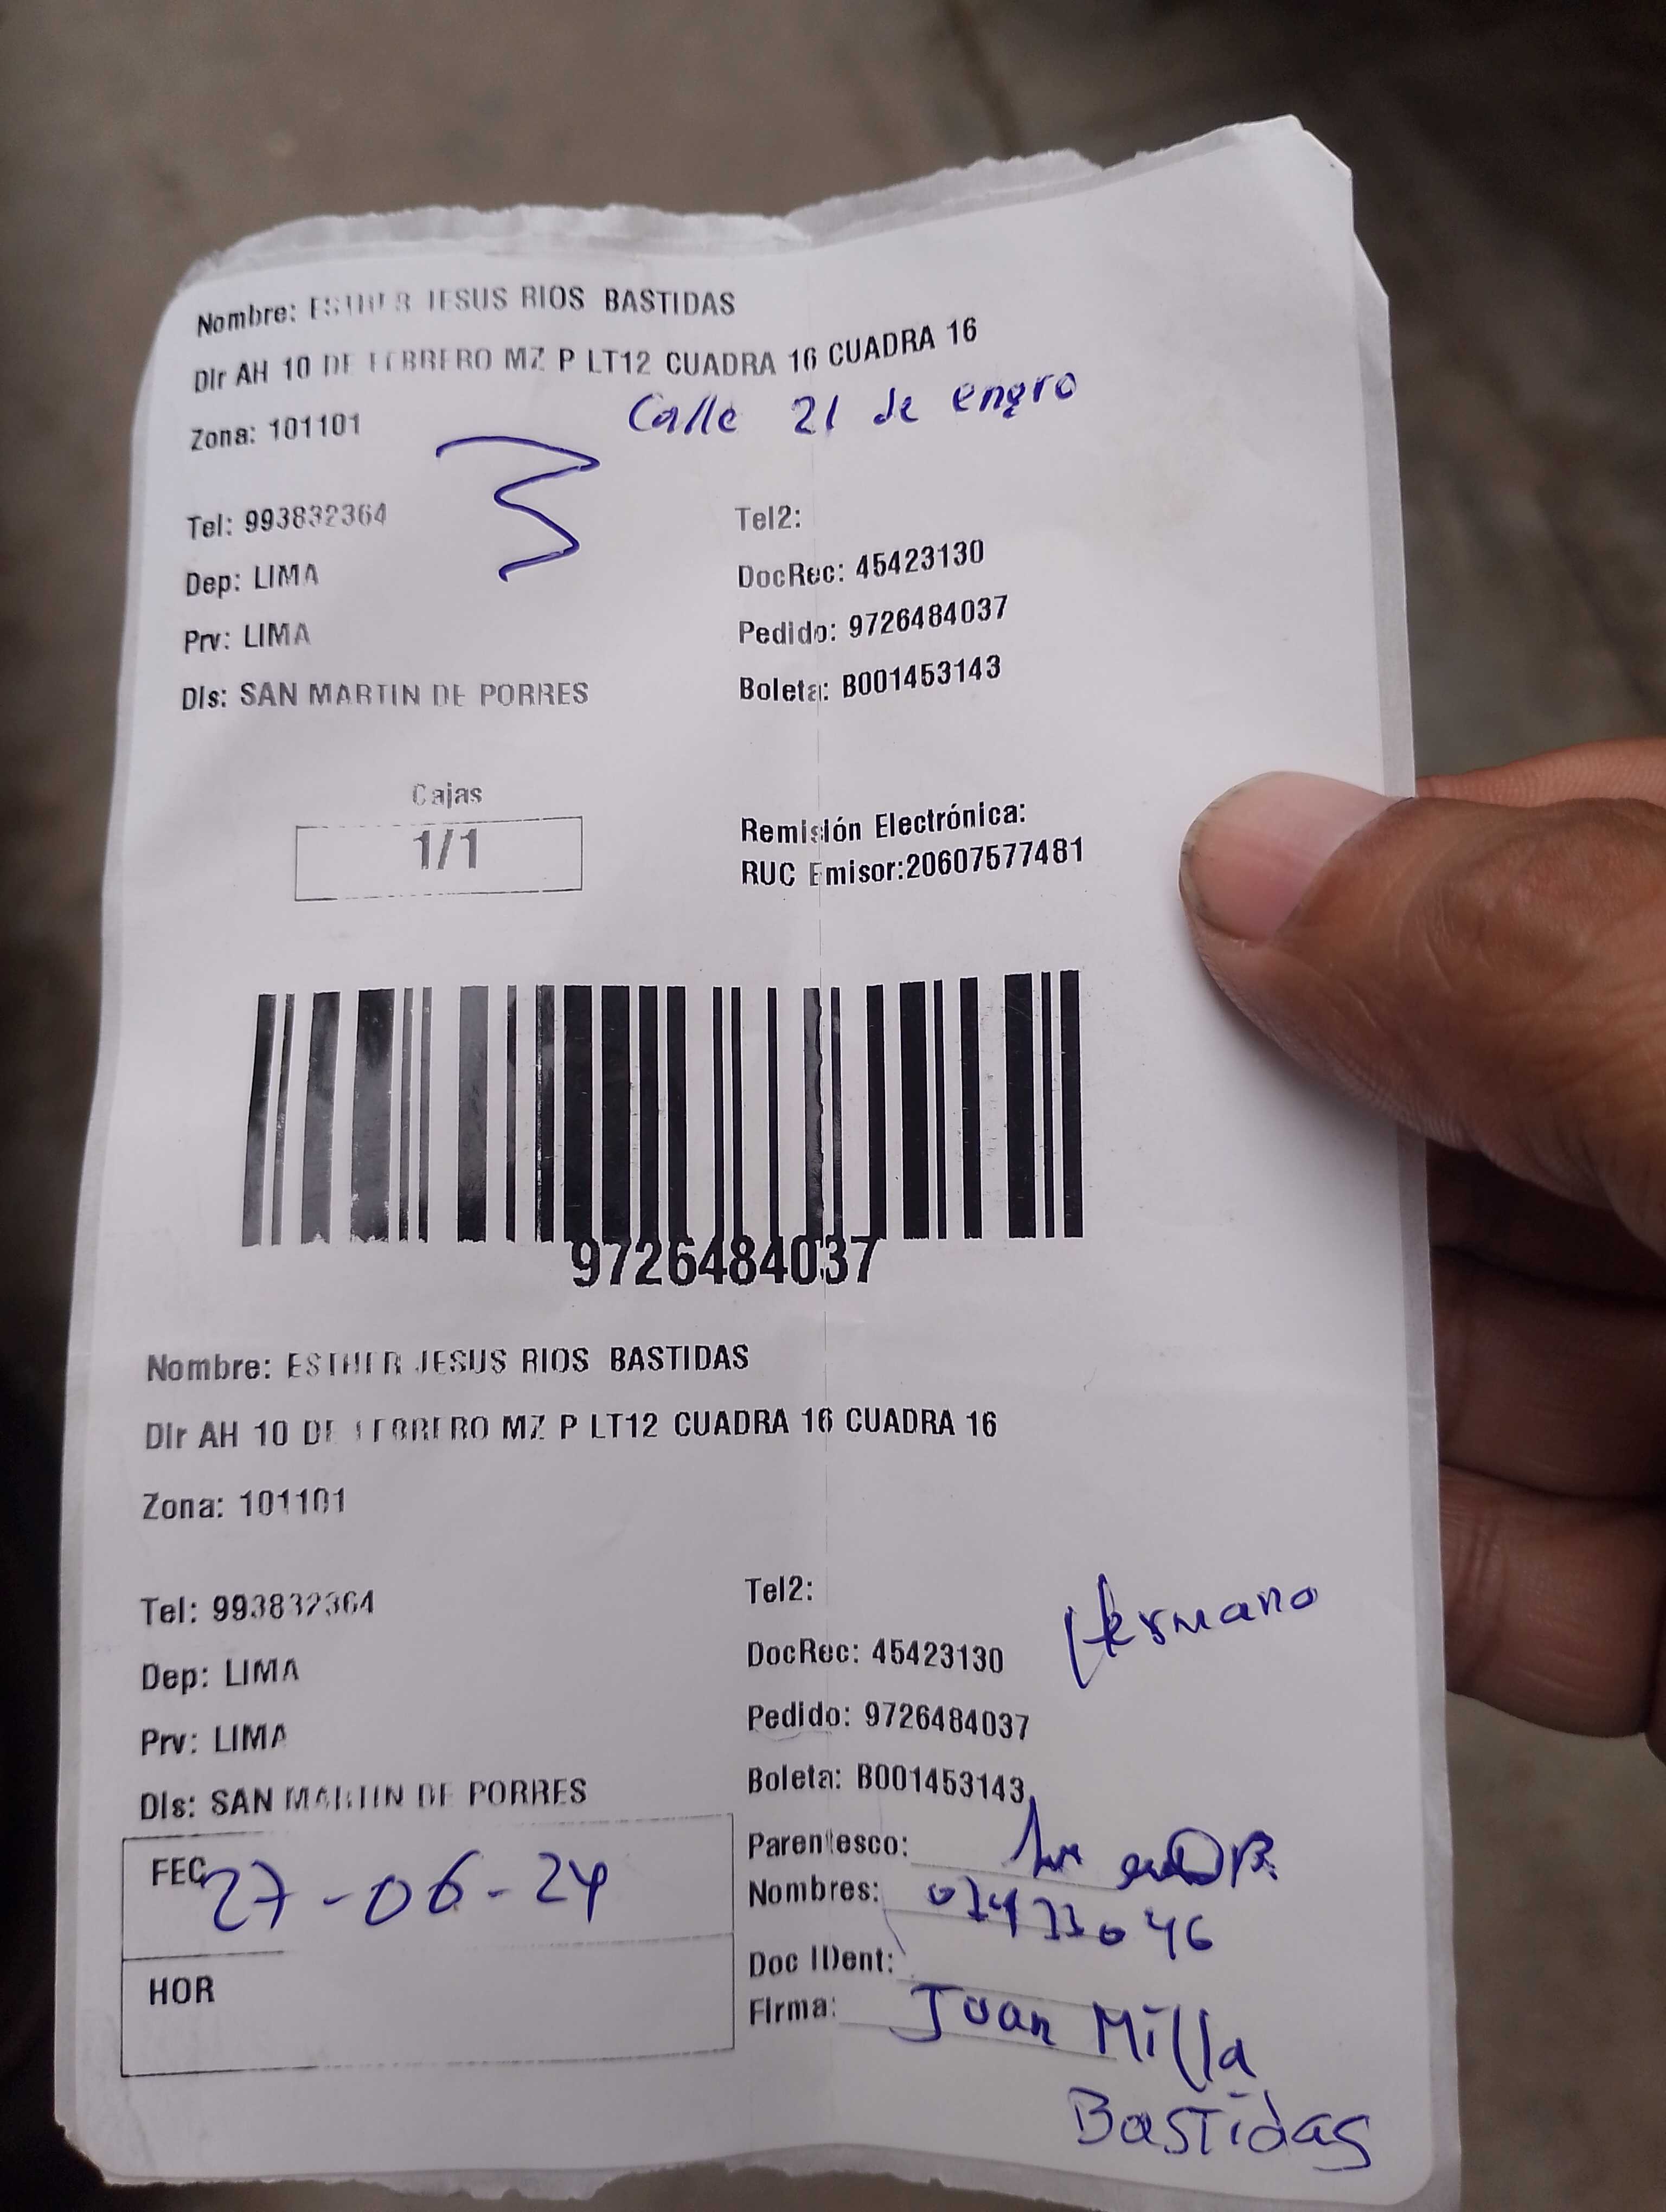 Nombre: ESTHER JESUS RIOS BASTIDAS
Dir AH 10 DE FEBRERO MZ P LT12 CUADRA 16 CUADRA 16
Calle 21 de enero
Zona: 101101
3
Tel: 993832364 Tel2:
Dep: LIMA DocRec: 45423130
Prv: LIMA Pedido: 9726484037
Dis: SAN MARTIN DE PORRES Boleta: B001453143
Cajas
1/1
Remisión Electrónica:
RUC Emisor:20607577481
9726484037
Nombre: ESTHER JESUS RIOS BASTIDAS
Dir AH 10 DE FEBRERO MZ P LT12 CUADRA 16 CUADRA 16
Zona: 101101
Tel: 993832364 Tel2:
Hermano
Dep: LIMA DocRec: 45423130
Prv: LIMA Pedido: 9726484037
Dis: SAN MARTIN DE PORRES Boleta: B001453143
FEC 27-06-24
HOR
Parentesco:
Nombres:
Doc IDent:
Firma: Juan Milla
Bastidas